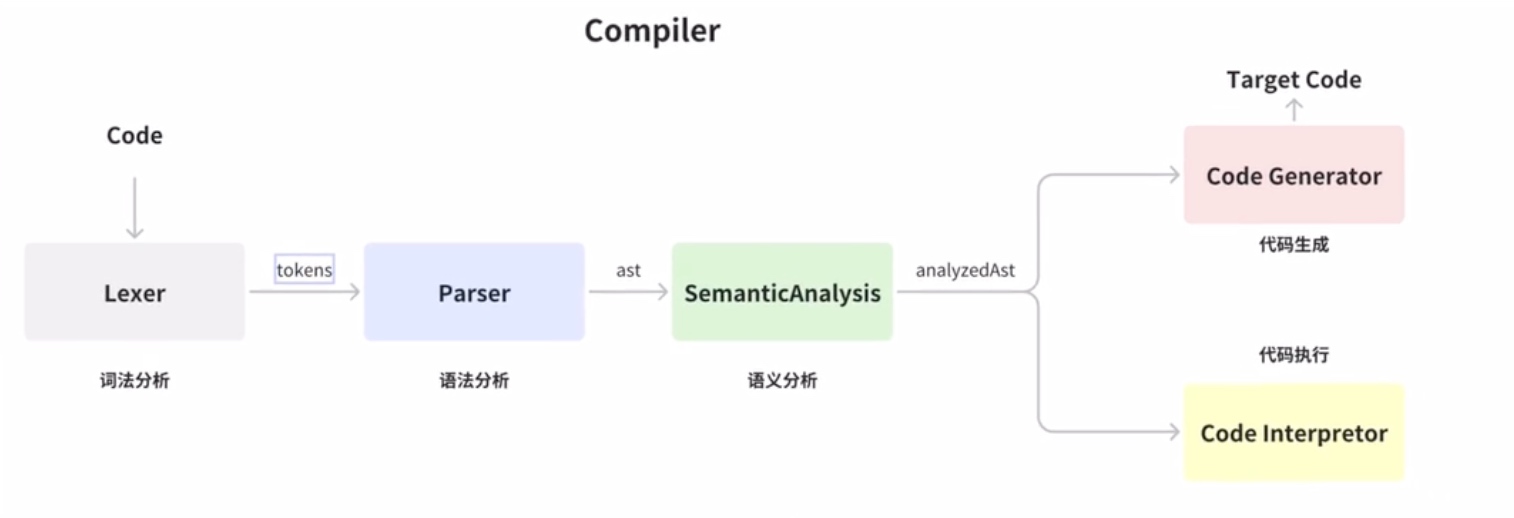 Compiler
Target Code
Code
Code Generator
代码生成
tokens
ast
analyzedAst
Lexer
Parser
SemanticAnalysis
代码执行
词法分析
语法分析
语义分析
Code Interpretor